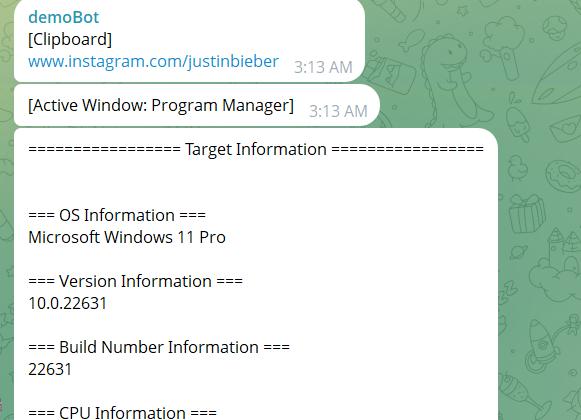 demoBot
[Clipboard]
www.instagram.com/justinbieber 3:13 AM
[Active Window: Program Manager] 3:13 AM
================= Target Information =================
=== OS Information ===
Microsoft Windows 11 Pro
=== Version Information ===
10.0.22631
=== Build Number Information ===
22631
=== CPU Information ===